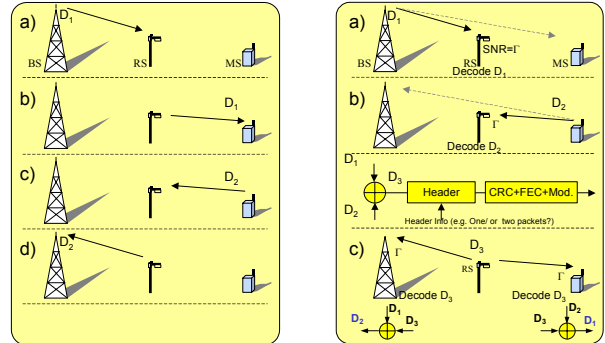 a)
D1
BS
RS
MS
b)
D1
c)
D2
d)
D2
a)
D1
SNR=Γ
BS
RS
MS
Decode D1
b)
D2
Γ
Decode D2
D1
D3
D2
Header
CRC+FEC+Mod.
Header Info (e.g. One/ or two packets?)
c)
D3
Γ
RS
Γ
Decode D3
Decode D3
D1
D2
D3
D2
D3
D1